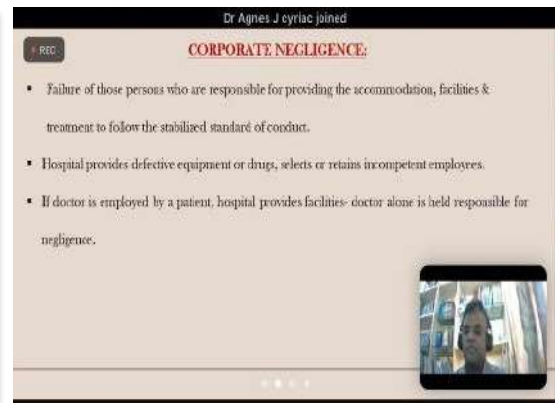 Dr Agnes J cyriac joined
REC
CORPORATE NEGLIGENCE:
▪ Failure of those persons who are responsible for providing the accommodation, facilities &
treatment to follow the stabilized standard of conduct.
▪ Hospital provides defective equipment or drugs, selects or retains incompetent employees.
▪ If doctor is employed by a patient, hospital provides facilities- doctor alone is held responsible for
negligence.